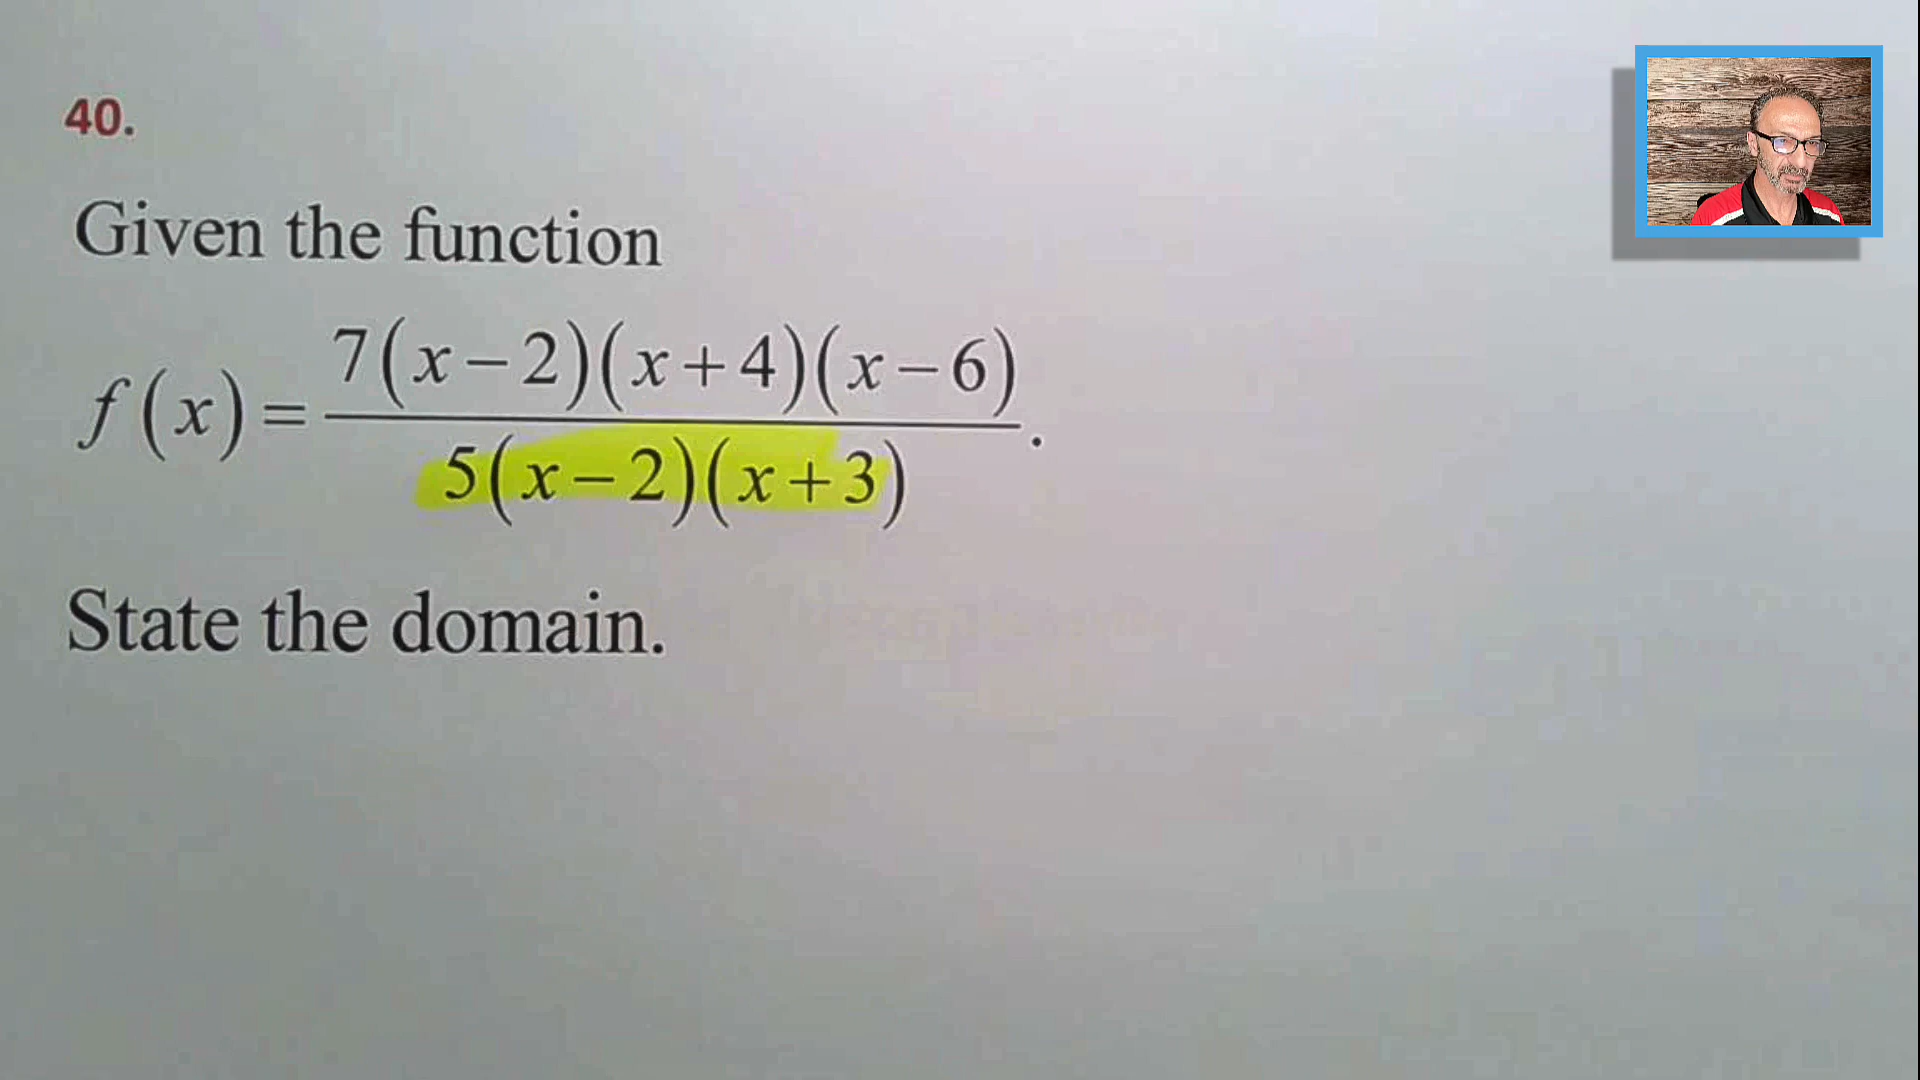 40.
Given the function
f(x) = 7(x−2)(x+4)(x−6) / 5(x−2)(x+3).
State the domain.